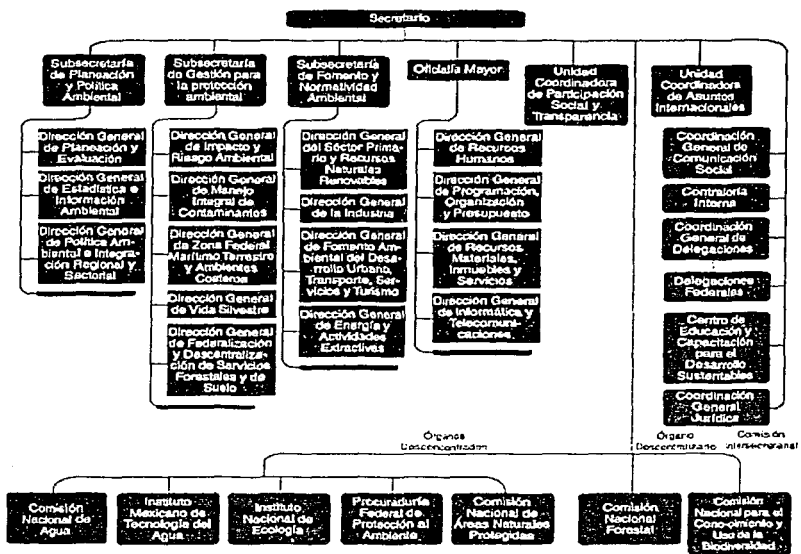 Secretario
Subsecretaría
de Planeación
y Política
Ambiental
Subsecretaría
de Gestión para
la protección
ambiental
Subsecretaría
de Fomento y
Normatividad
Ambiental
Oficialía Mayor
Unidad
Coordinadora
de Participación
Social y
Transparencia
Unidad
Coordinadora
de Asuntos
Internacionales
Dirección General
de Planeación y
Evaluación
Dirección General
de Estadística e
Información
Ambiental
Dirección General
de Política Am-
biental e Integra-
ción Regional y
Sectorial
Dirección General
de Impacto y
Riesgo Ambiental
Dirección General
de Manejo
Integral de
Contaminantes
Dirección General
de Zona Federal
Marítimo Terrestre
y Ambientes
Costeros
Dirección General
de Vida Silvestre
Dirección General
de Federalización
y Descentraliza-
ción de Servicios
Forestales y de
Suelo
Dirección General
del Sector Prima-
rio y Recursos
Naturales
Renovables
Dirección General
de la Industria
Dirección General
de Fomento Am-
biental del Desa-
rrollo Urbano,
Transporte, Ser-
vicios y Turismo
Dirección General
de Energía y
Actividades
Extractivas
Dirección General
de Recursos
Humanos
Dirección General
de Programación,
Organización
y Presupuesto
Dirección General
de Recursos
Materiales,
Inmuebles y
Servicios
Dirección General
de Informática y
Telecomuni-
caciones
Coordinación
General de
Comunicación
Social
Contraloría
Interna
Coordinación
General de
Delegaciones
Delegaciones
Federales
Centro de
Educación y
Capacitación
para el
Desarrollo
Sustentables
Coordinación
General
Jurídica
Órganos
Desconcentrados
Órgano
Descentralizado
Comisión
Intersecretarial
Comisión
Nacional de
Agua
Instituto
Mexicano de
Tecnología del
Agua
Instituto
Nacional de
Ecología
Procuraduría
Federal de
Protección al
Ambiente
Comisión
Nacional de
Áreas Naturales
Protegidas
Comisión
Nacional
Forestal
Comisión
Nacional para el
Cono-cimiento y
Uso de la
Biodiversidad